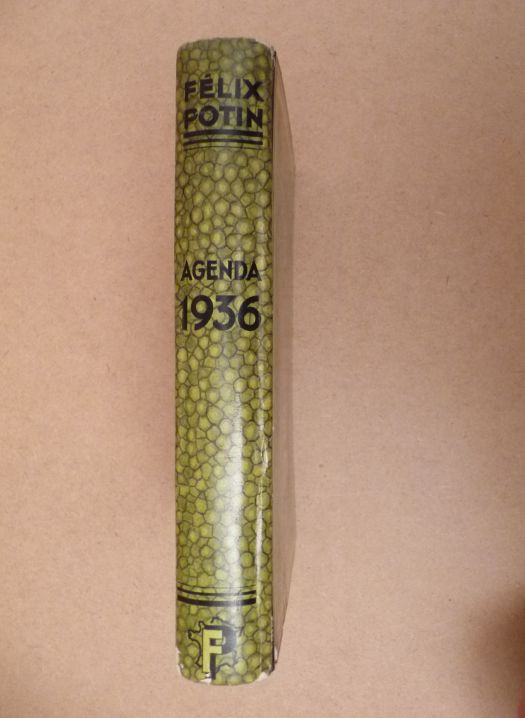 FÉLIX
POTIN
AGENDA
1936
FP